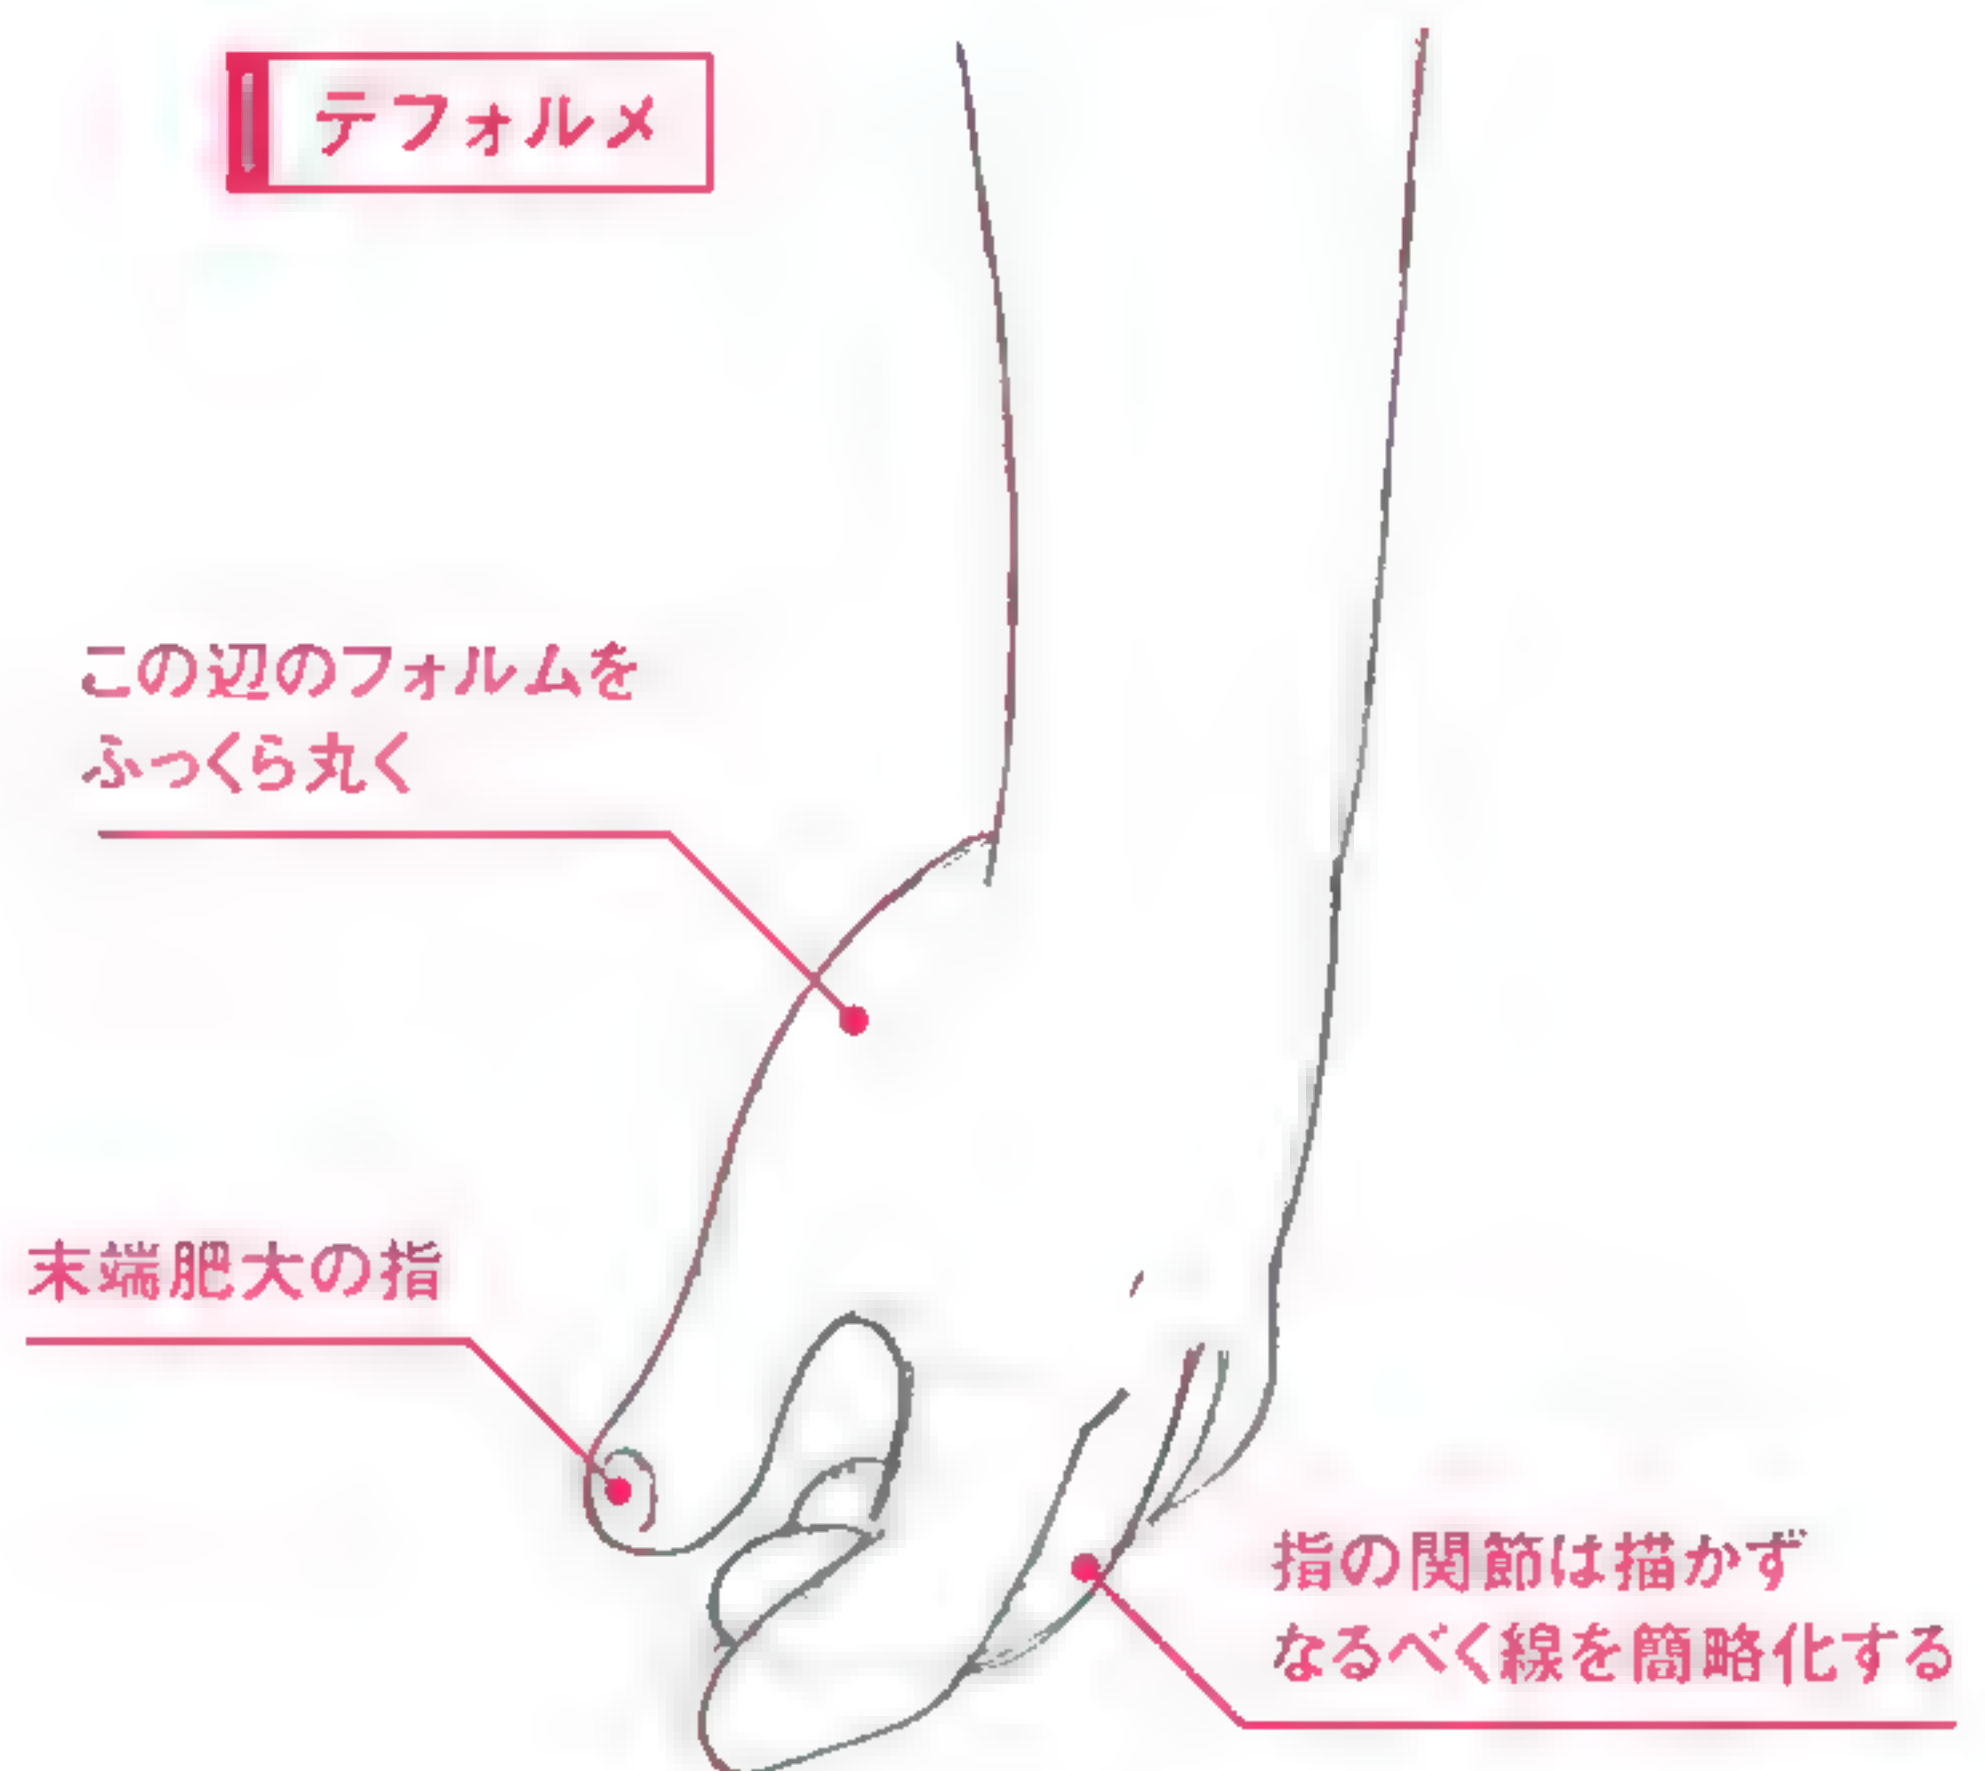 テフォルメ
この辺のフォルムを
ふっくら丸く
末端肥大の指
指の関節は描かず
なるべく線を簡略化する